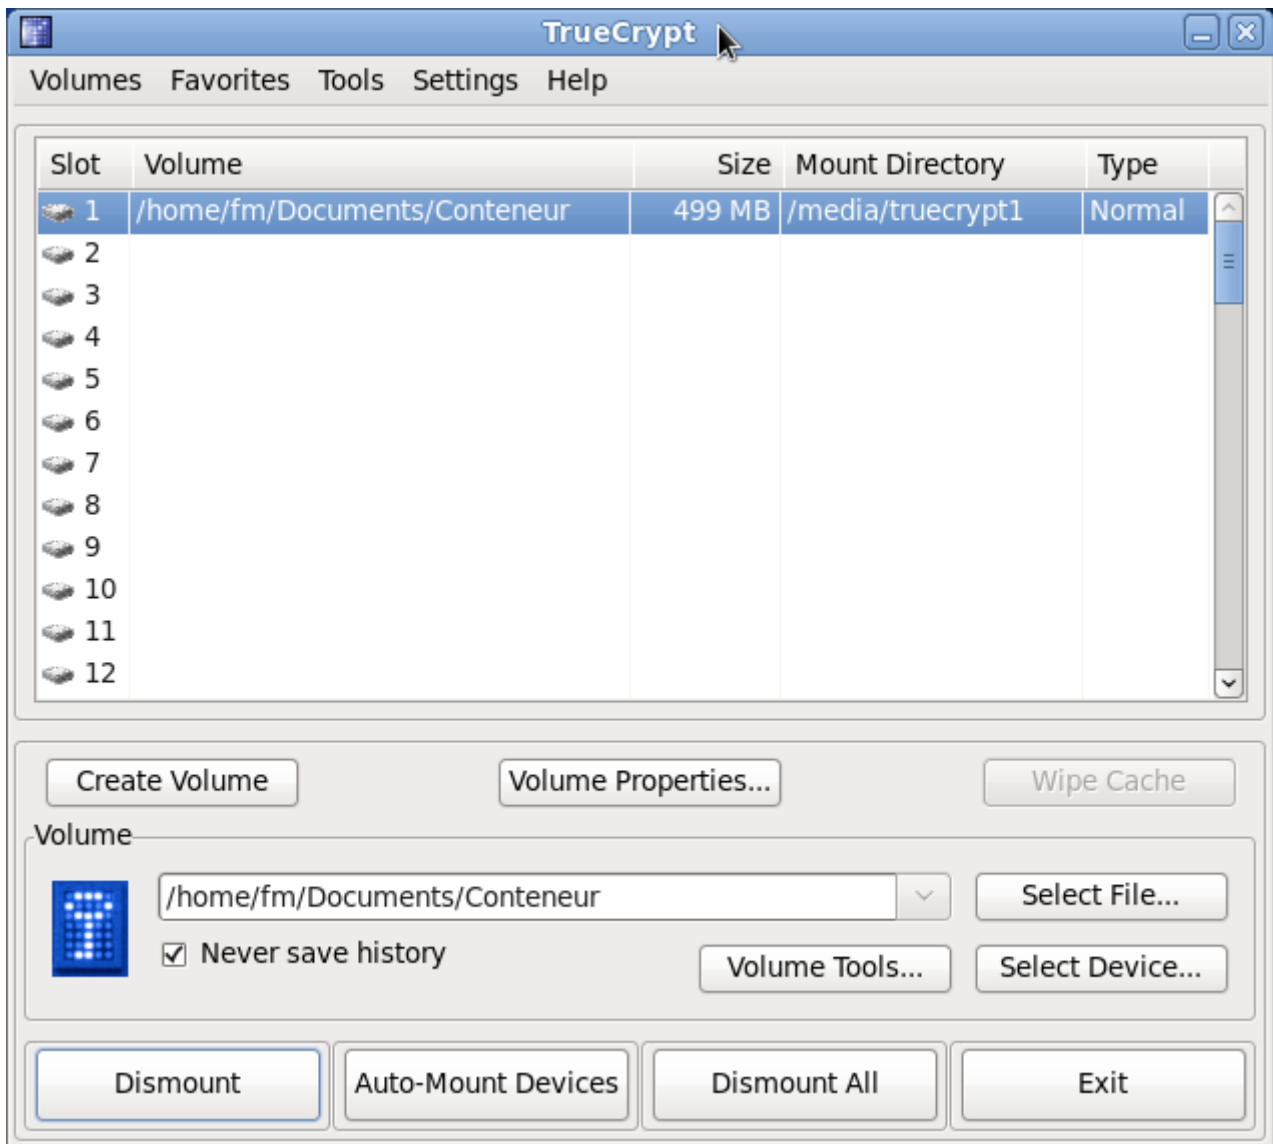 TrueCrypt
Volumes Favorites Tools Settings Help
Slot Volume Size Mount Directory Type
1 /home/fm/Documents/Conteneur 499 MB /media/truecrypt1 Normal
2
3
4
5
6
7
8
9
10
11
12
Create Volume Volume Properties... Wipe Cache
Volume
/home/fm/Documents/Conteneur Select File...
Never save history
Volume Tools... Select Device...
Dismount Auto-Mount Devices Dismount All Exit